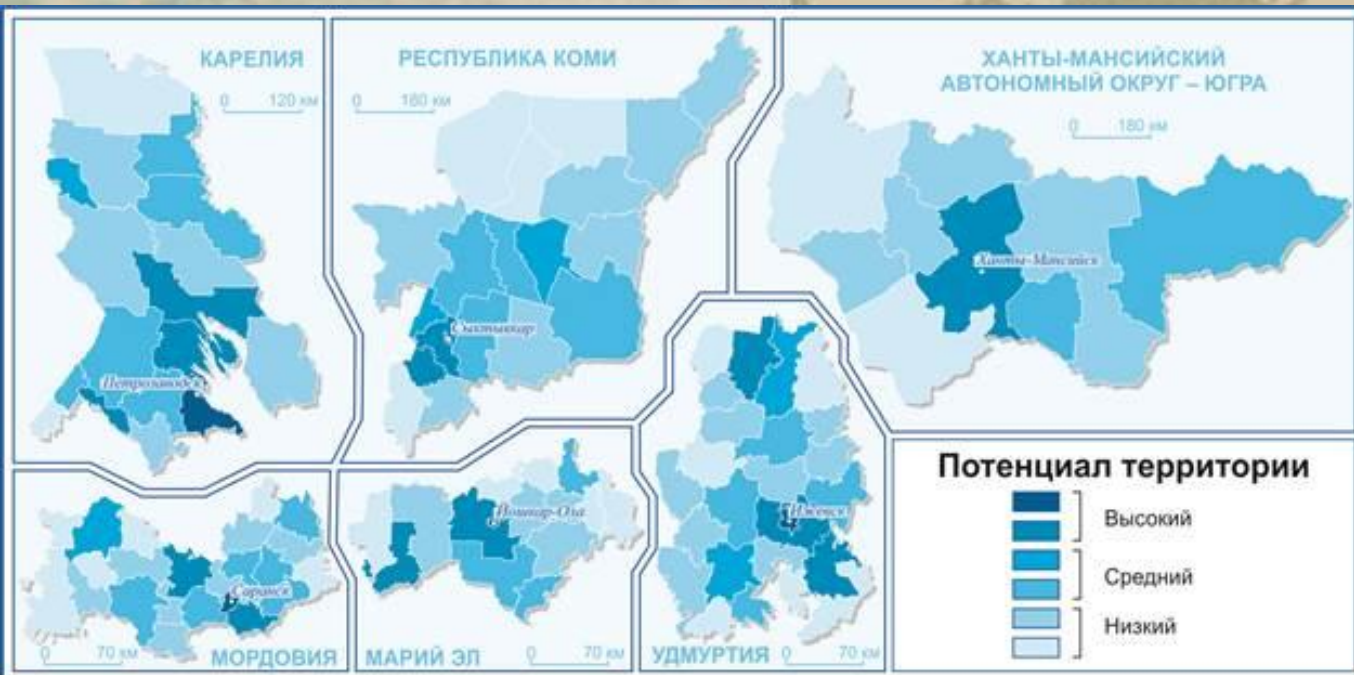 КАРЕЛИЯ
0 120 км
РЕСПУБЛИКА КОМИ
0 180 км
ХАНТЫ-МАНСИЙСКИЙ
АВТОНОМНЫЙ ОКРУГ – ЮГРА
0 180 км
Ханты-Мансийск
Сыктывкар
Петрозаводск
Йошкар-Ола
Ижевск
Саранск
0 70 км
МОРДОВИЯ
МАРИЙ ЭЛ
0 70 км
УДМУРТИЯ
0 70 км
Потенциал территории
Высокий
Средний
Низкий